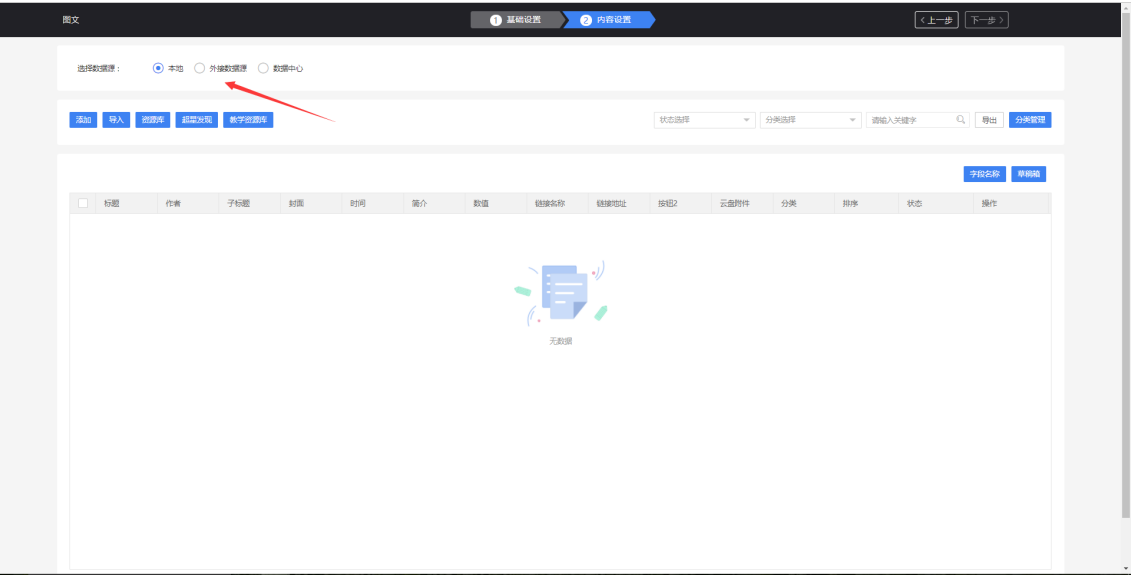 图文
1 基础设置
2 内容设置
<上一步
下一步>
选择数据源：
本地
外接数据源
数据中心
添加
导入
资源库
超星发现
教学资源库
状态选择
分类选择
请输入关键字
导出
分类管理
字段名称
草稿箱
标题 作者 子标题 封面 时间 简介 数值 链接名称 链接地址 按钮2 云盘附件 分类 排序 状态 操作
无数据